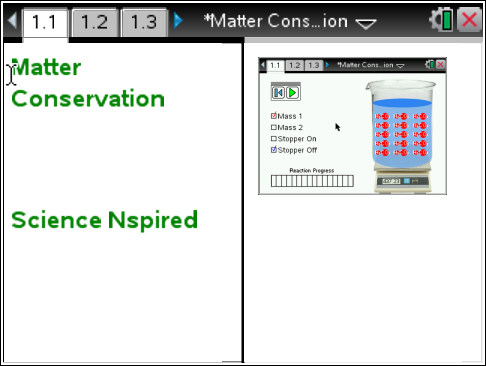 1.1 1.2 1.3 *Matter Cons...ion
Matter
Conservation
Science Nspired
1.1 1.2 1.3 *Matter Cons...ion
Mass 1
Mass 2
Stopper On
Stopper Off
Reaction Progress